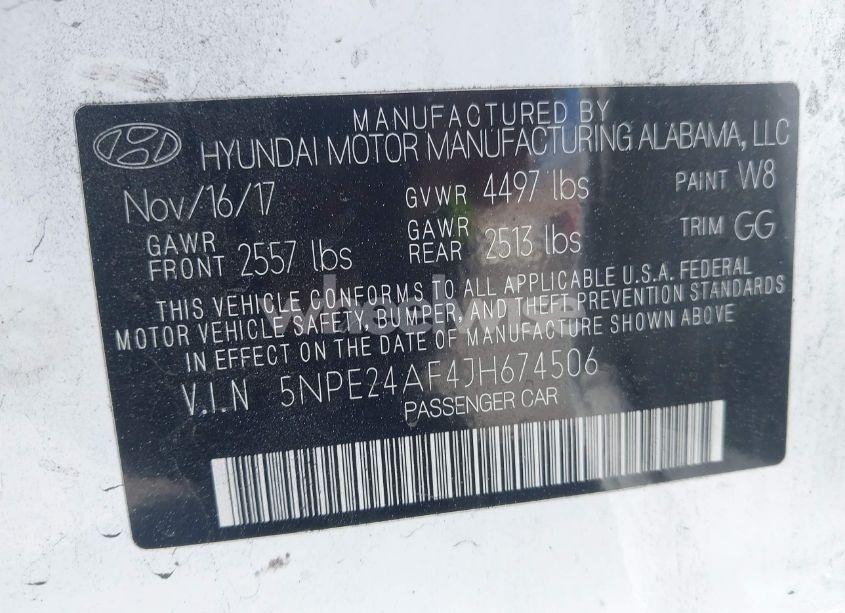 MANUFACTURED BY
HYUNDAI MOTOR MANUFACTURING ALABAMA, LLC
Nov/16/17 GVWR 4497 lbs PAINT W8
GAWR FRONT 2557 lbs GAWR REAR 2513 lbs TRIM GG
THIS VEHICLE CONFORMS TO ALL APPLICABLE U.S.A. FEDERAL
MOTOR VEHICLE SAFETY, BUMPER, AND THEFT PREVENTION STANDARDS
IN EFFECT ON THE DATE OF MANUFACTURE SHOWN ABOVE
V.I.N 5NPE24AF4JH674506
PASSENGER CAR